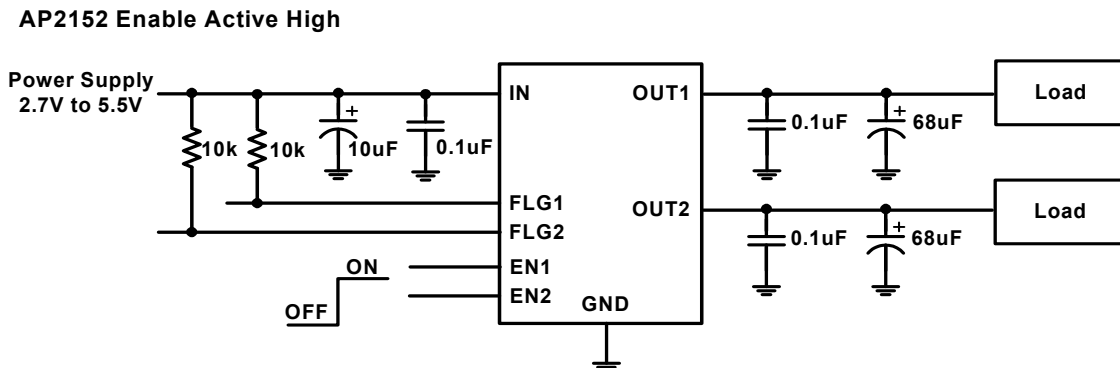 AP2152 Enable Active High
Power Supply
2.7V to 5.5V
IN
OUT1
Load
10k
10k
+
10uF
0.1uF
0.1uF
+
68uF
FLG1
FLG2
OUT2
Load
0.1uF
+
68uF
ON
OFF
EN1
EN2
GND